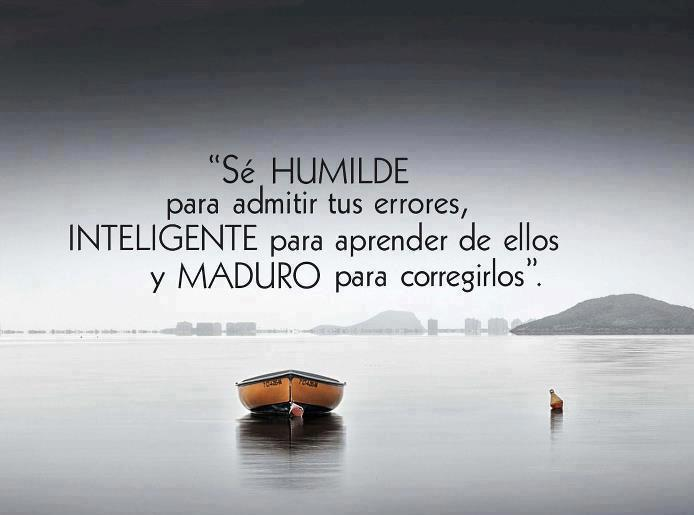 “Sé HUMILDE
para admitir tus errores,
INTELIGENTE para aprender de ellos
y MADURO para corregirlos”.